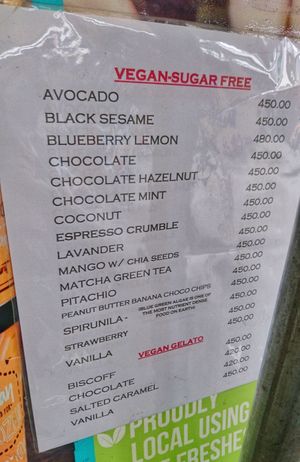 VEGAN-SUGAR FREE
AVOCADO 450.00
BLACK SESAME 450.00
BLUEBERRY LEMON 480.00
CHOCOLATE 450.00
CHOCOLATE HAZELNUT 450.00
CHOCOLATE MINT 450.00
COCONUT 450.00
ESPRESSO CRUMBLE 450.00
LAVANDER 450.00
MANGO W/ CHIA SEEDS 450.00
MATCHA GREEN TEA 450.00
PITACHIO 450.00
PEANUT BUTTER BANANA CHOCO CHIPS 450.00
SPIRUNILA - (BLUE GREEN ALGAE IS ONE OF THE MOST NUTRIENT DENSE FOOD ON EARTH) 450.00
STRAWBERRY 450.00
VANILLA 450.00
VEGAN GELATO
BISCOFF 450.00
CHOCOLATE 420.00
SALTED CARAMEL 420.00
VANILLA 450.00
PROUDLY
LOCAL USING